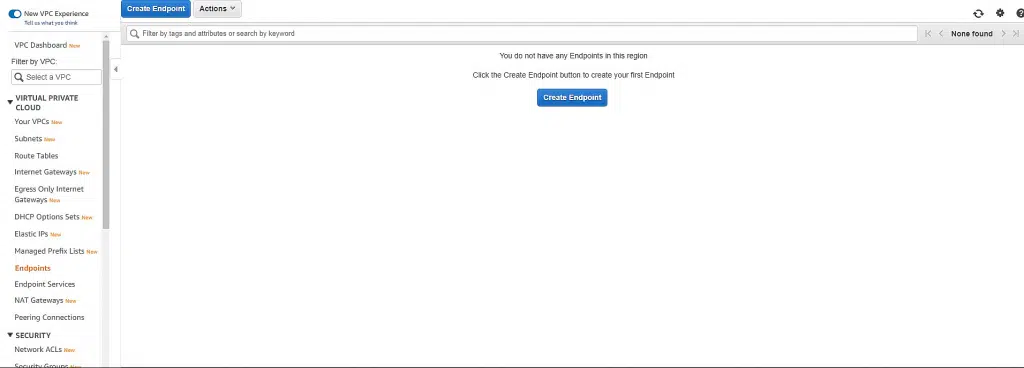 New VPC Experience
Tell us what you think
VPC Dashboard New
Filter by VPC:
Select a VPC
VIRTUAL PRIVATE
CLOUD
Your VPCs New
Subnets New
Route Tables
Internet Gateways New
Egress Only Internet
Gateways New
DHCP Options Sets New
Elastic IPs New
Managed Prefix Lists New
Endpoints
Endpoint Services
NAT Gateways New
Peering Connections
SECURITY
Network ACLs New
Security Groups New
Create Endpoint
Actions
Filter by tags and attributes or search by keyword
None found
You do not have any Endpoints in this region
Click the Create Endpoint button to create your first Endpoint
Create Endpoint